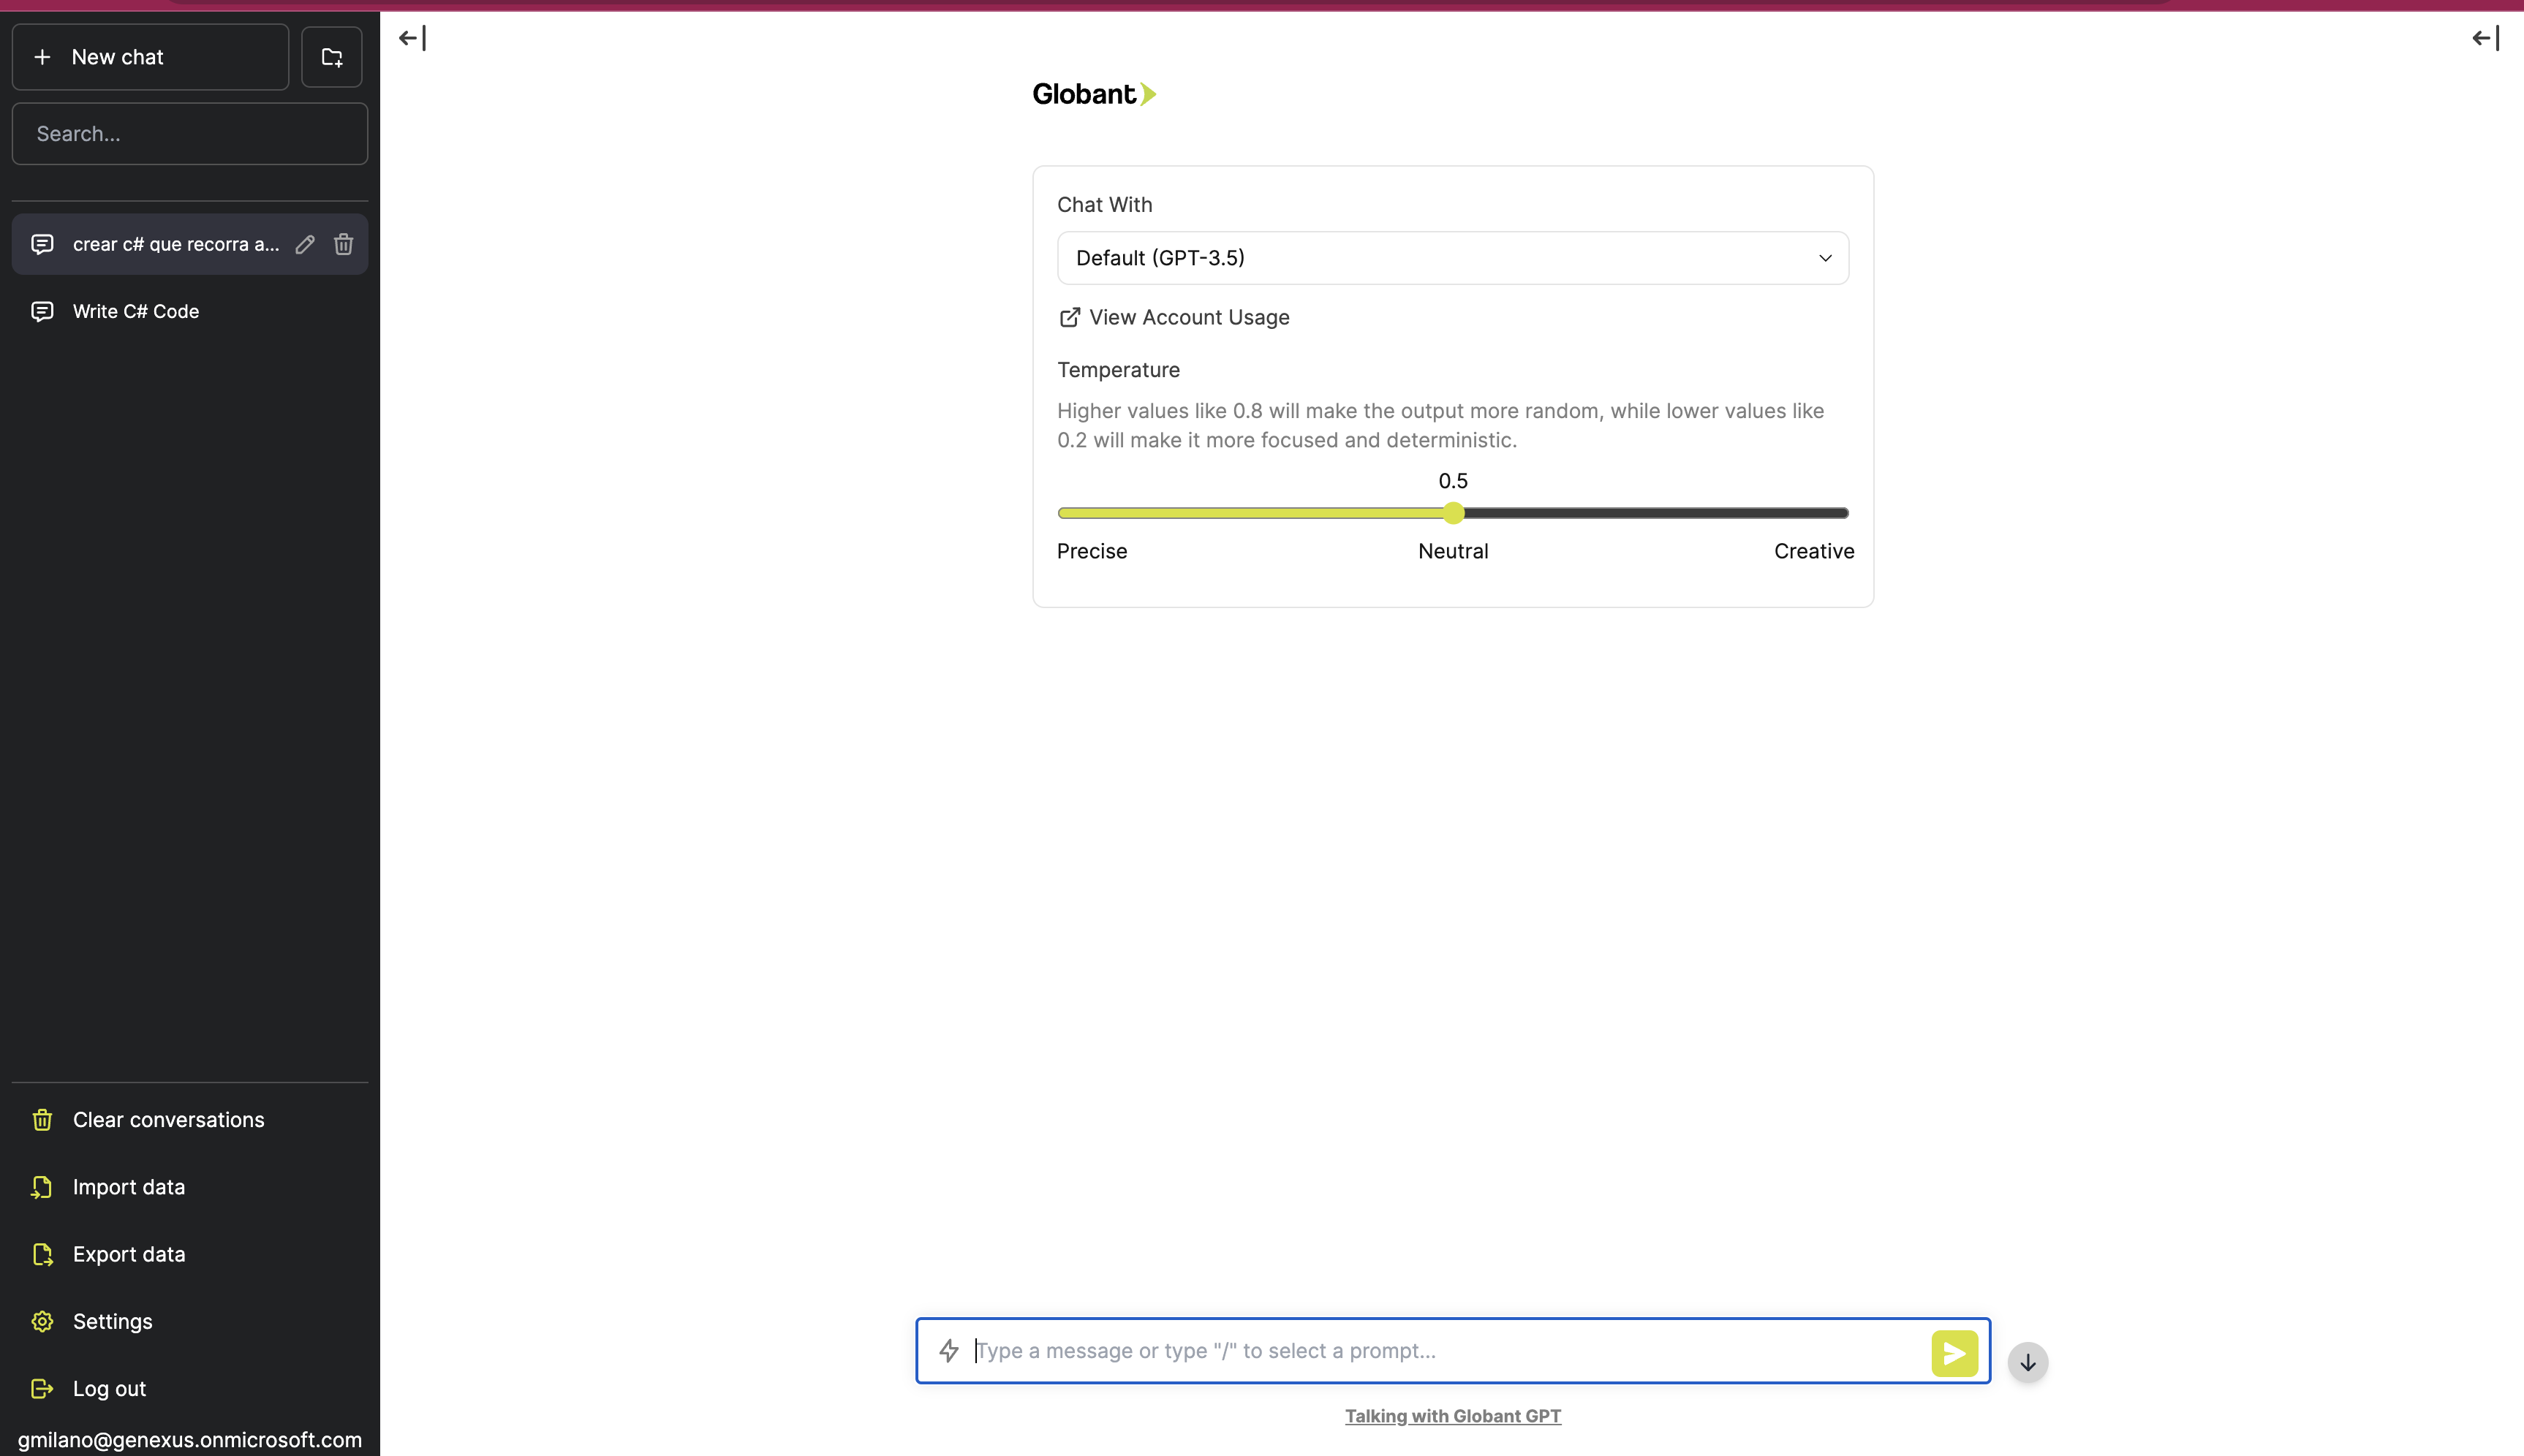 New chat
Search...
crear c# que recorra a...
Write C# Code
Clear conversations
Import data
Export data
Settings
Log out
gmilano@genexus.onmicrosoft.com
Globant
Chat With
Default (GPT-3.5)
View Account Usage
Temperature
Higher values like 0.8 will make the output more random, while lower values like
0.2 will make it more focused and deterministic.
0.5
Precise Neutral Creative
Type a message or type "/" to select a prompt...
Talking with Globant GPT